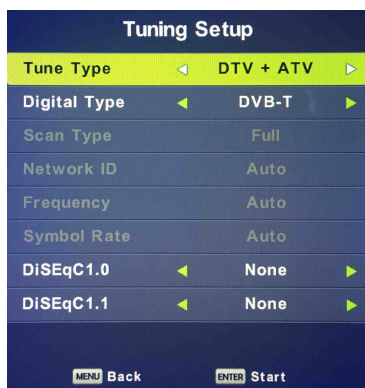 Tuning Setup
Tune Type DTV + ATV
Digital Type DVB-T
Scan Type Full
Network ID Auto
Frequency Auto
Symbol Rate Auto
DiSEqC1.0 None
DiSEqC1.1 None
MENU Back ENTER Start